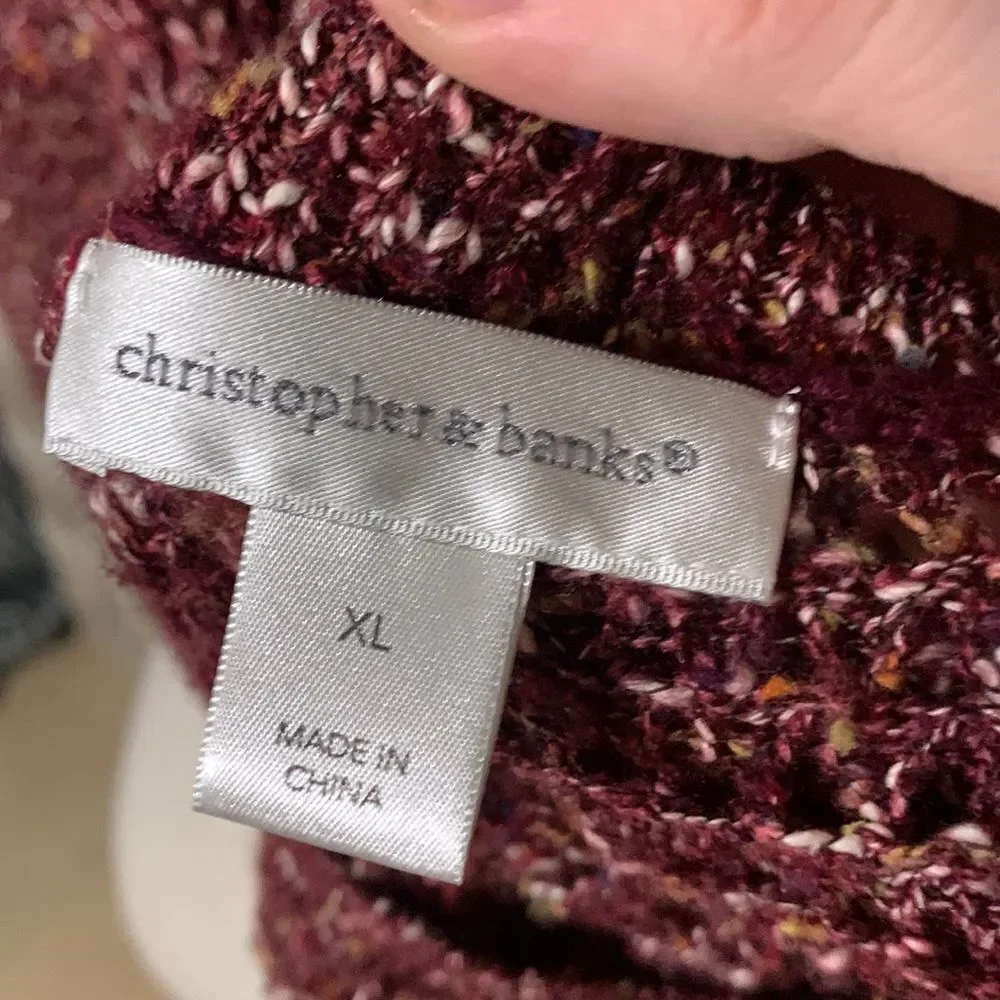 christopher & banks®
XL
MADE IN
CHINA